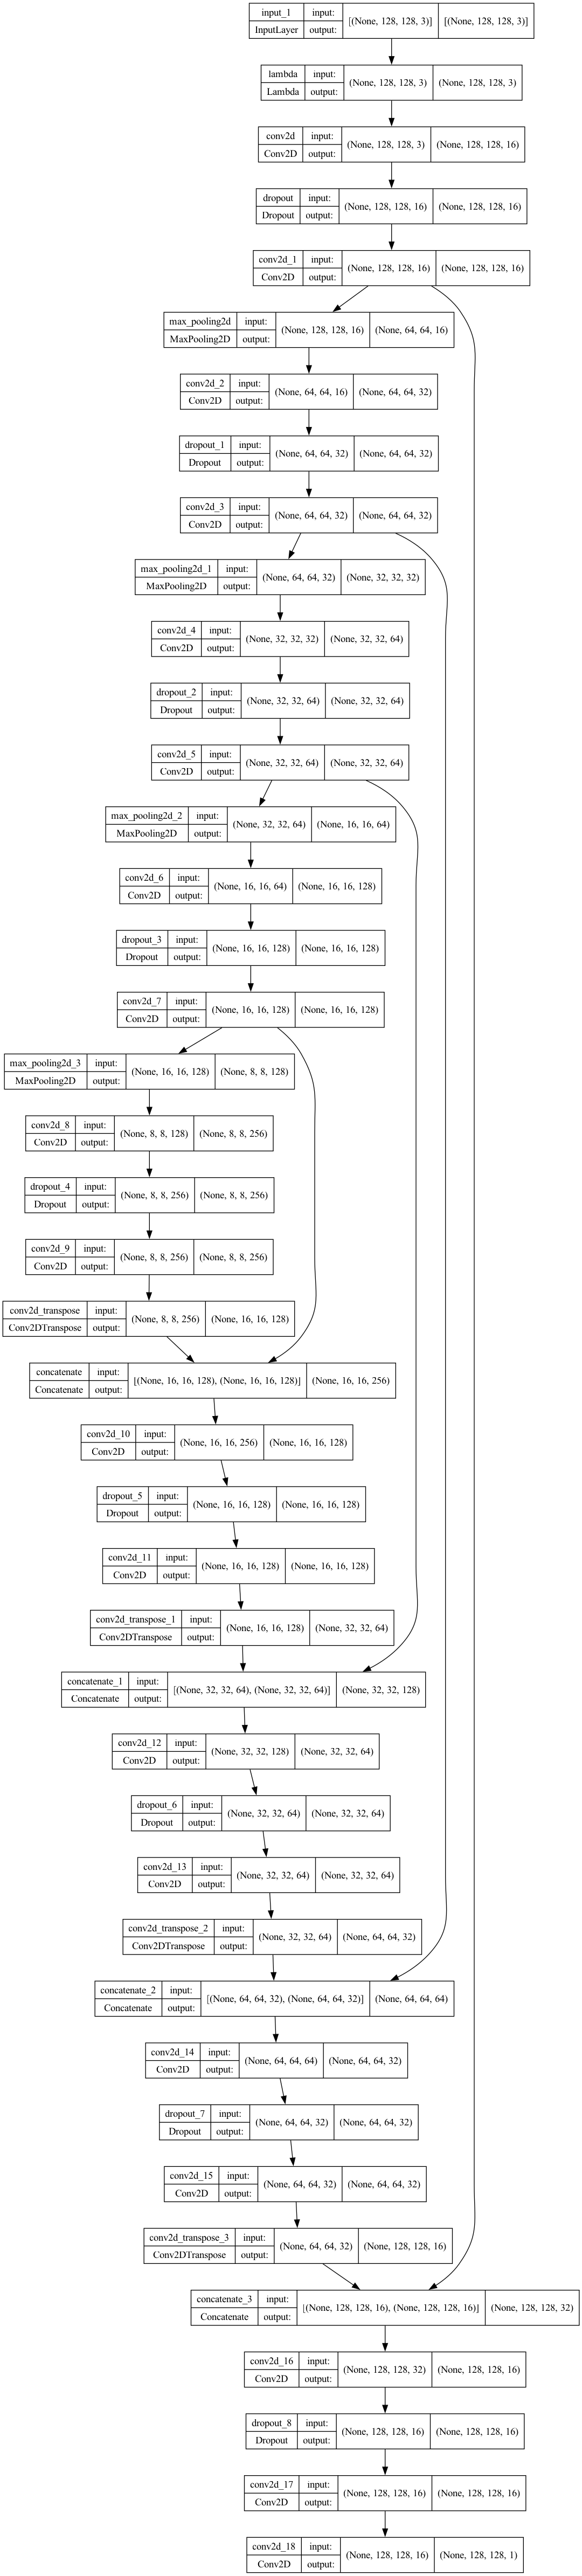 input_1 input: [(None, 128, 128, 3)] [(None, 128, 128, 3)]
InputLayer output:
lambda input: (None, 128, 128, 3) (None, 128, 128, 3)
Lambda output:
conv2d input: (None, 128, 128, 3) (None, 128, 128, 16)
Conv2D output:
dropout input: (None, 128, 128, 16) (None, 128, 128, 16)
Dropout output:
conv2d_1 input: (None, 128, 128, 16) (None, 128, 128, 16)
Conv2D output:
max_pooling2d input: (None, 128, 128, 16) (None, 64, 64, 16)
MaxPooling2D output:
conv2d_2 input: (None, 64, 64, 16) (None, 64, 64, 32)
Conv2D output:
dropout_1 input: (None, 64, 64, 32) (None, 64, 64, 32)
Dropout output:
conv2d_3 input: (None, 64, 64, 32) (None, 64, 64, 32)
Conv2D output:
max_pooling2d_1 input: (None, 64, 64, 32) (None, 32, 32, 32)
MaxPooling2D output:
conv2d_4 input: (None, 32, 32, 32) (None, 32, 32, 64)
Conv2D output:
dropout_2 input: (None, 32, 32, 64) (None, 32, 32, 64)
Dropout output:
conv2d_5 input: (None, 32, 32, 64) (None, 32, 32, 64)
Conv2D output:
max_pooling2d_2 input: (None, 32, 32, 64) (None, 16, 16, 64)
MaxPooling2D output:
conv2d_6 input: (None, 16, 16, 64) (None, 16, 16, 128)
Conv2D output:
dropout_3 input: (None, 16, 16, 128) (None, 16, 16, 128)
Dropout output:
conv2d_7 input: (None, 16, 16, 128) (None, 16, 16, 128)
Conv2D output:
max_pooling2d_3 input: (None, 16, 16, 128) (None, 8, 8, 128)
MaxPooling2D output:
conv2d_8 input: (None, 8, 8, 128) (None, 8, 8, 256)
Conv2D output:
dropout_4 input: (None, 8, 8, 256) (None, 8, 8, 256)
Dropout output:
conv2d_9 input: (None, 8, 8, 256) (None, 8, 8, 256)
Conv2D output:
conv2d_transpose input: (None, 8, 8, 256) (None, 16, 16, 128)
Conv2DTranspose output:
concatenate input: [(None, 16, 16, 128), (None, 16, 16, 128)] (None, 16, 16, 256)
Concatenate output:
conv2d_10 input: (None, 16, 16, 256) (None, 16, 16, 128)
Conv2D output:
dropout_5 input: (None, 16, 16, 128) (None, 16, 16, 128)
Dropout output:
conv2d_11 input: (None, 16, 16, 128) (None, 16, 16, 128)
Conv2D output:
conv2d_transpose_1 input: (None, 16, 16, 128) (None, 32, 32, 64)
Conv2DTranspose output:
concatenate_1 input: [(None, 32, 32, 64), (None, 32, 32, 64)] (None, 32, 32, 128)
Concatenate output:
conv2d_12 input: (None, 32, 32, 128) (None, 32, 32, 64)
Conv2D output:
dropout_6 input: (None, 32, 32, 64) (None, 32, 32, 64)
Dropout output:
conv2d_13 input: (None, 32, 32, 64) (None, 32, 32, 64)
Conv2D output:
conv2d_transpose_2 input: (None, 32, 32, 64) (None, 64, 64, 32)
Conv2DTranspose output:
concatenate_2 input: [(None, 64, 64, 32), (None, 64, 64, 32)] (None, 64, 64, 64)
Concatenate output:
conv2d_14 input: (None, 64, 64, 64) (None, 64, 64, 32)
Conv2D output:
dropout_7 input: (None, 64, 64, 32) (None, 64, 64, 32)
Dropout output:
conv2d_15 input: (None, 64, 64, 32) (None, 64, 64, 32)
Conv2D output:
conv2d_transpose_3 input: (None, 64, 64, 32) (None, 128, 128, 16)
Conv2DTranspose output:
concatenate_3 input: [(None, 128, 128, 16), (None, 128, 128, 16)] (None, 128, 128, 32)
Concatenate output:
conv2d_16 input: (None, 128, 128, 32) (None, 128, 128, 16)
Conv2D output:
dropout_8 input: (None, 128, 128, 16) (None, 128, 128, 16)
Dropout output:
conv2d_17 input: (None, 128, 128, 16) (None, 128, 128, 16)
Conv2D output:
conv2d_18 input: (None, 128, 128, 16) (None, 128, 128, 1)
Conv2D output: